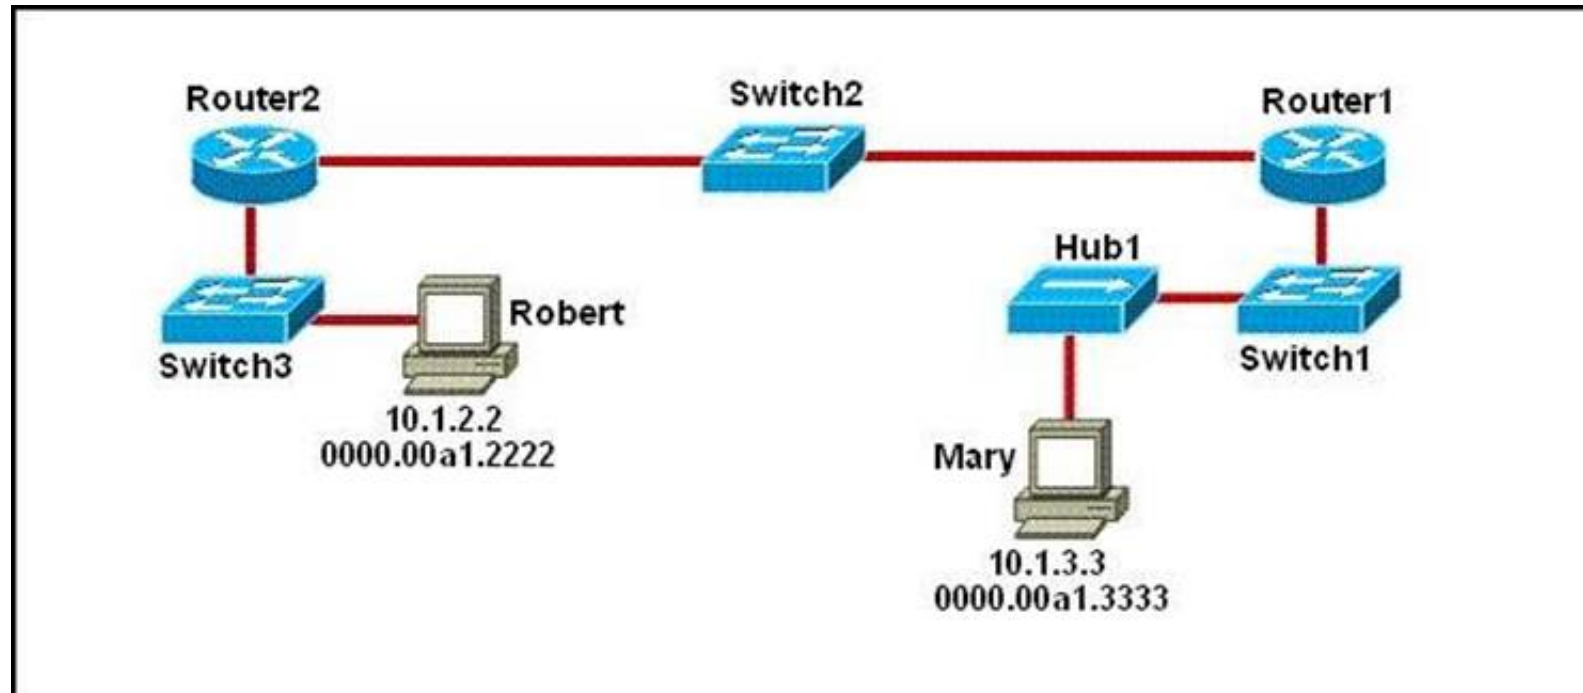 Router2
Switch2
Router1
Hub1
Robert
Switch3
Switch1
10.1.2.2
0000.00a1.2222
Mary
10.1.3.3
0000.00a1.3333